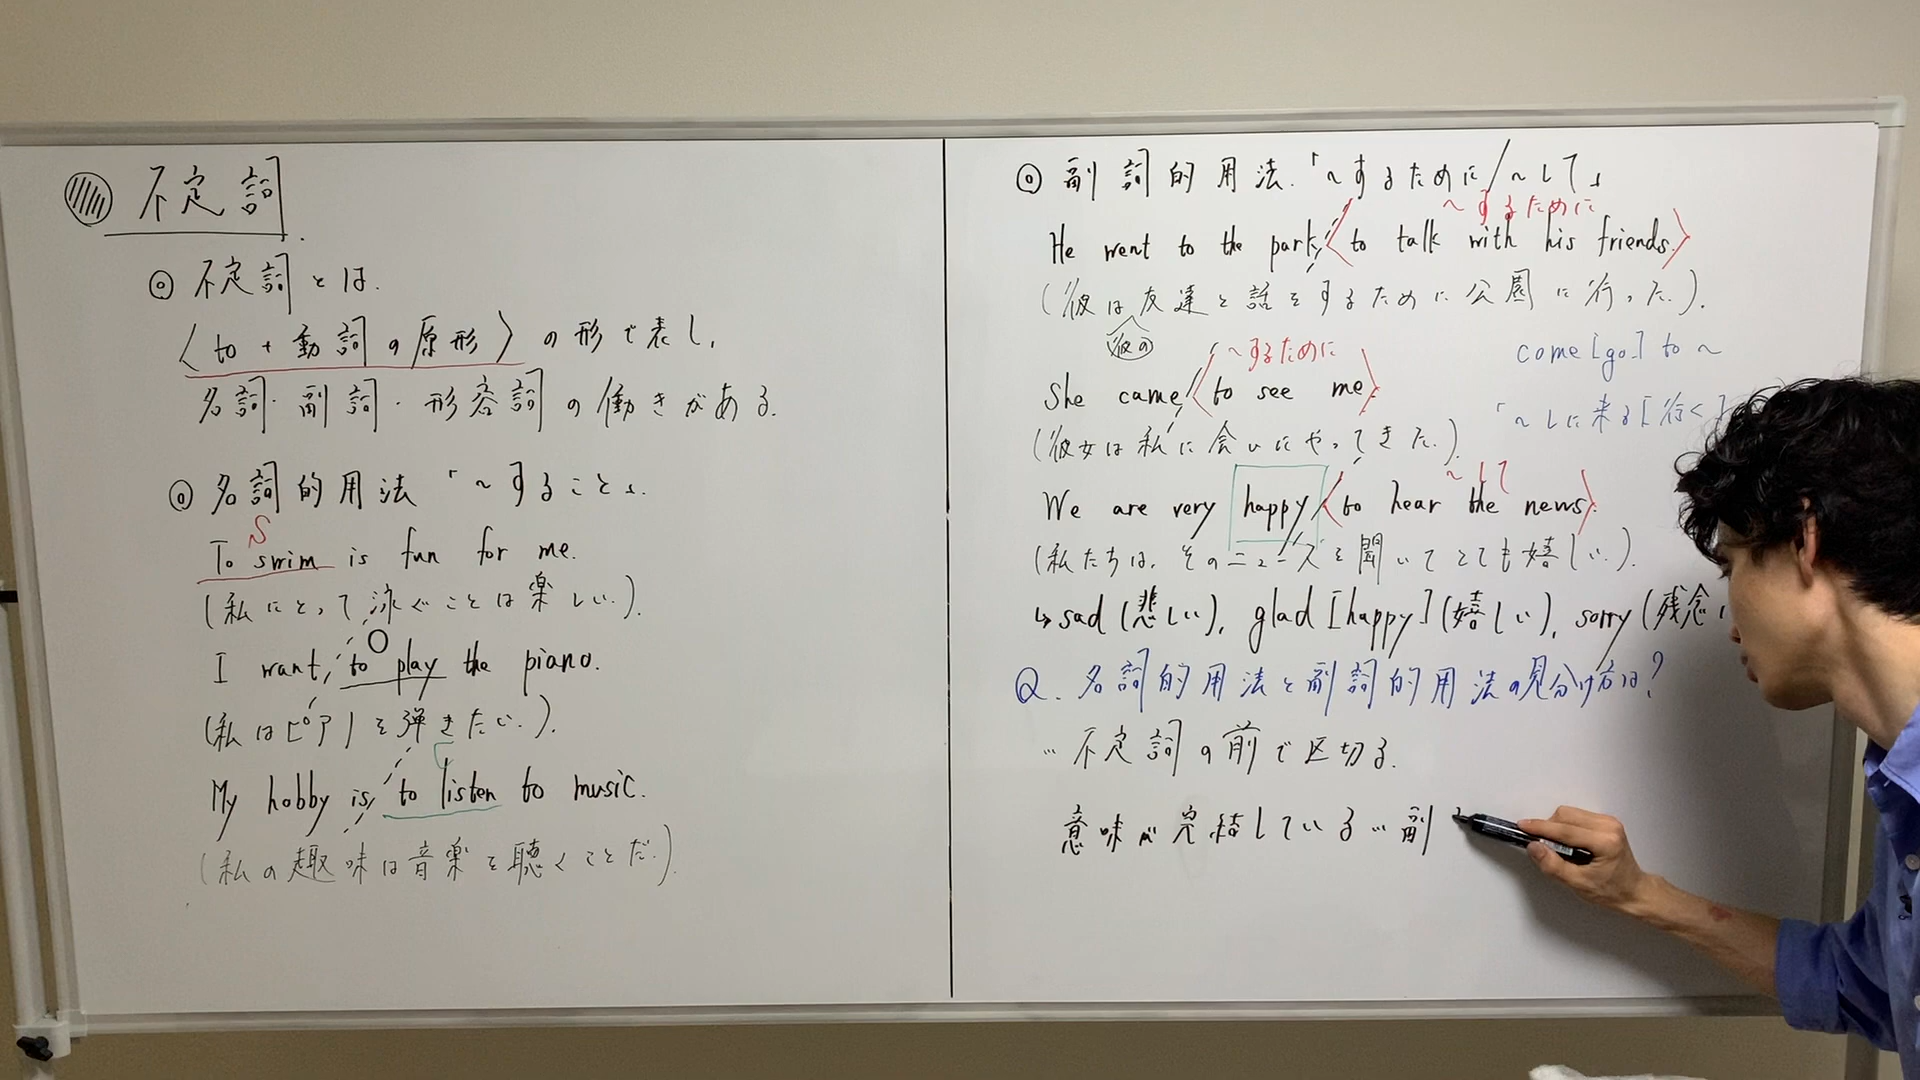 不定詞
◎ 不定詞とは.
〈to + 動詞の原形〉の形で表し,
名詞・副詞・形容詞の働きがある.
◎ 名詞的用法「~すること」.
S
To swim is fun for me.
(私にとって泳ぐことは楽しい.).
O
I want to play the piano.
(私はピアノを弾きたい.).
C
My hobby is to listen to music.
(私の趣味は音楽を聴くことだ.).
◎ 副詞的用法.「~するために/~して」
~するために
He went to the park 〈to talk with his friends.〉
(彼は友達と話をするために公園に行った.).
彼の
~するために
come [go] to ~
She came 〈to see me〉.
「~しに来る[行く]
(彼女は私に会いにやってきた.)
~して
We are very happy 〈to hear the news〉.
(私たちは,そのニュースを聞いてとても嬉しい.).
↳ sad (悲しい), glad [happy] (嬉しい), sorry (残念
Q. 名詞的用法と副詞的用法の見分け方は?
… 不定詞の前で区切る.
意味が完結している … 副